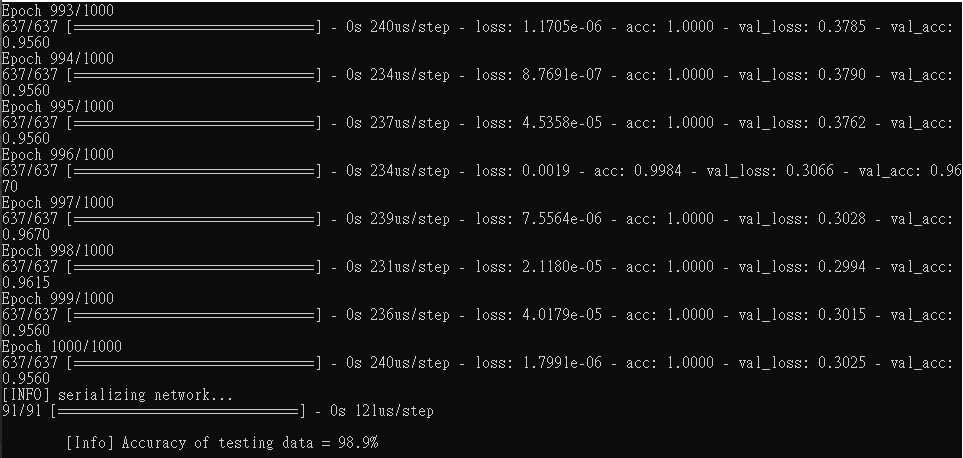 Epoch 993/1000
637/637 [==============================] - 0s 240us/step - loss: 1.1705e-06 - acc: 1.0000 - val_loss: 0.3785 - val_acc:
0.9560
Epoch 994/1000
637/637 [==============================] - 0s 234us/step - loss: 8.7691e-07 - acc: 1.0000 - val_loss: 0.3790 - val_acc:
0.9560
Epoch 995/1000
637/637 [==============================] - 0s 237us/step - loss: 4.5358e-05 - acc: 1.0000 - val_loss: 0.3762 - val_acc:
0.9560
Epoch 996/1000
637/637 [==============================] - 0s 234us/step - loss: 0.0019 - acc: 0.9984 - val_loss: 0.3066 - val_acc: 0.96
70
Epoch 997/1000
637/637 [==============================] - 0s 239us/step - loss: 7.5564e-06 - acc: 1.0000 - val_loss: 0.3028 - val_acc:
0.9670
Epoch 998/1000
637/637 [==============================] - 0s 231us/step - loss: 2.1180e-05 - acc: 1.0000 - val_loss: 0.2994 - val_acc:
0.9615
Epoch 999/1000
637/637 [==============================] - 0s 236us/step - loss: 4.0179e-05 - acc: 1.0000 - val_loss: 0.3015 - val_acc:
0.9560
Epoch 1000/1000
637/637 [==============================] - 0s 240us/step - loss: 1.7991e-06 - acc: 1.0000 - val_loss: 0.3025 - val_acc:
0.9560
[INFO] serializing network...
91/91 [==============================] - 0s 121us/step
[Info] Accuracy of testing data = 98.9%